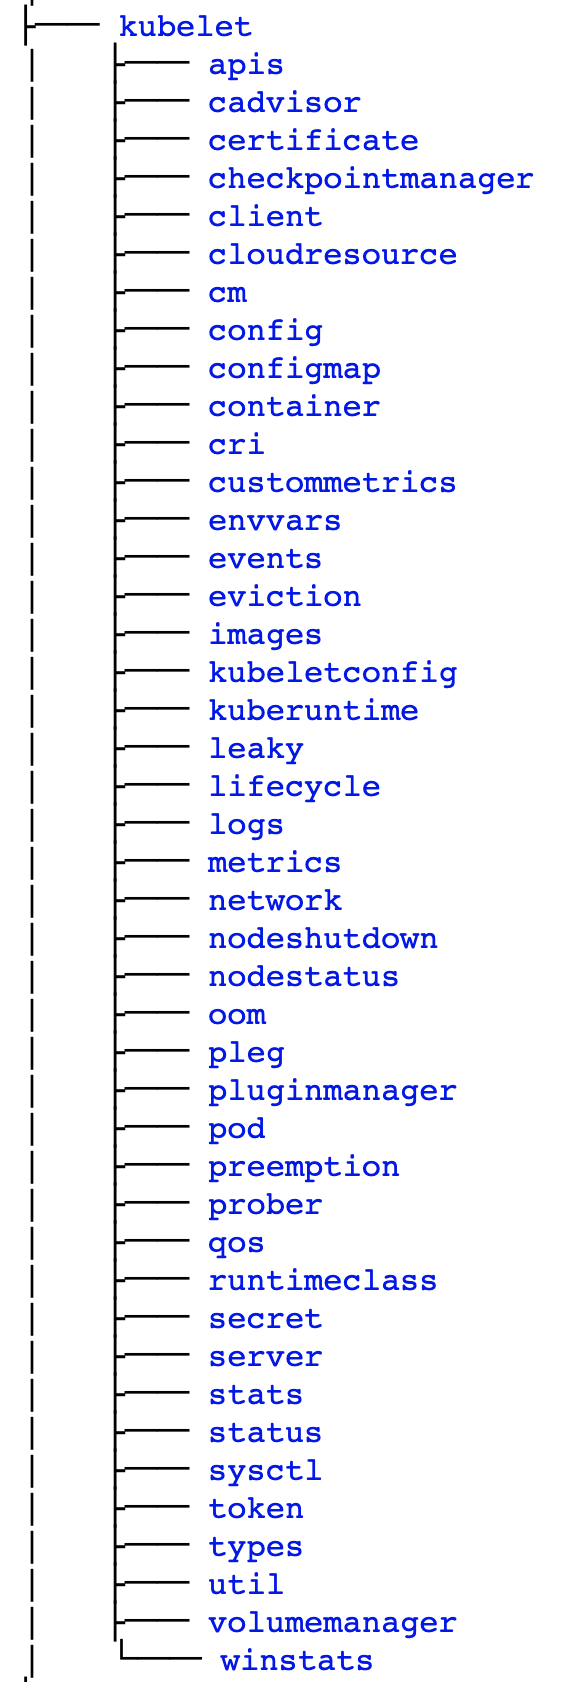 kubelet
apis
cadvisor
certificate
checkpointmanager
client
cloudresource
cm
config
configmap
container
cri
custommetrics
envvars
events
eviction
images
kubeletconfig
kuberuntime
leaky
lifecycle
logs
metrics
network
nodeshutdown
nodestatus
oom
pleg
pluginmanager
pod
preemption
prober
qos
runtimeclass
secret
server
stats
status
sysctl
token
types
util
volumemanager
winstats